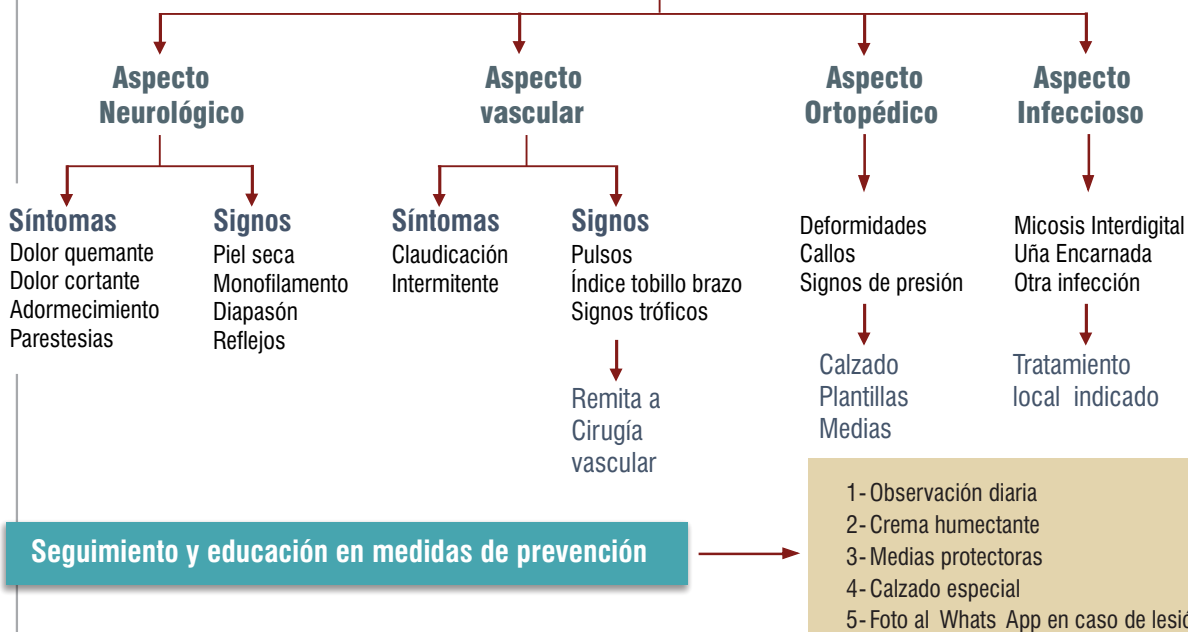 Aspecto
Neurológico
Aspecto
vascular
Aspecto
Ortopédico
Aspecto
Infeccioso
Síntomas
Dolor quemante
Dolor cortante
Adormecimiento
Parestesias
Signos
Piel seca
Monofilamento
Diapasón
Reflejos
Síntomas
Claudicación
Intermitente
Signos
Pulsos
Índice tobillo brazo
Signos tróficos
Remita a
Cirugía
vascular
Deformidades
Callos
Signos de presión
Calzado
Plantillas
Medias
Micosis Interdigital
Uña Encarnada
Otra infección
Tratamiento
local indicado
Seguimiento y educación en medidas de prevención
1- Observación diaria
2- Crema humectante
3- Medias protectoras
4- Calzado especial
5- Foto al Whats App en caso de